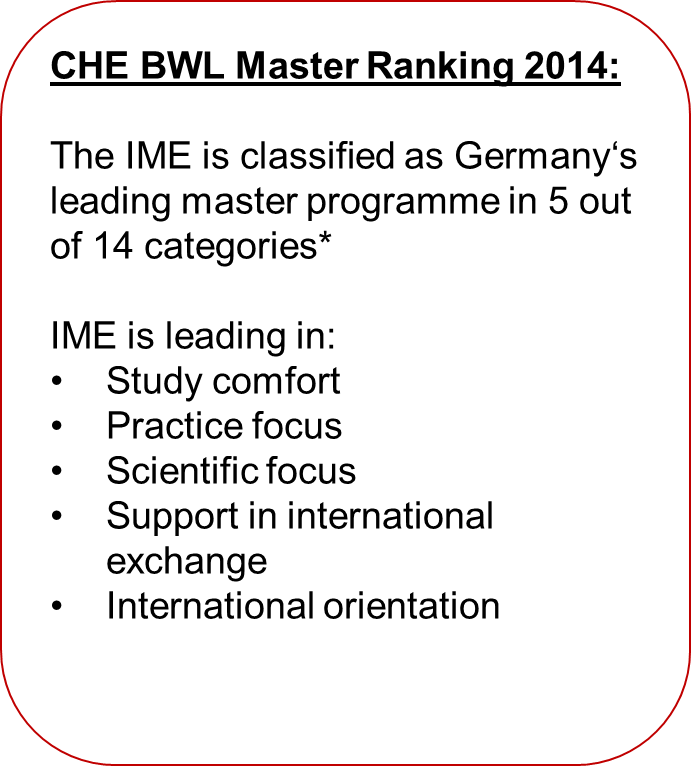 CHE BWL Master Ranking 2014:
The IME is classified as Germany‘s
leading master programme in 5 out
of 14 categories*
IME is leading in:
• Study comfort
• Practice focus
• Scientific focus
• Support in international
exchange
• International orientation